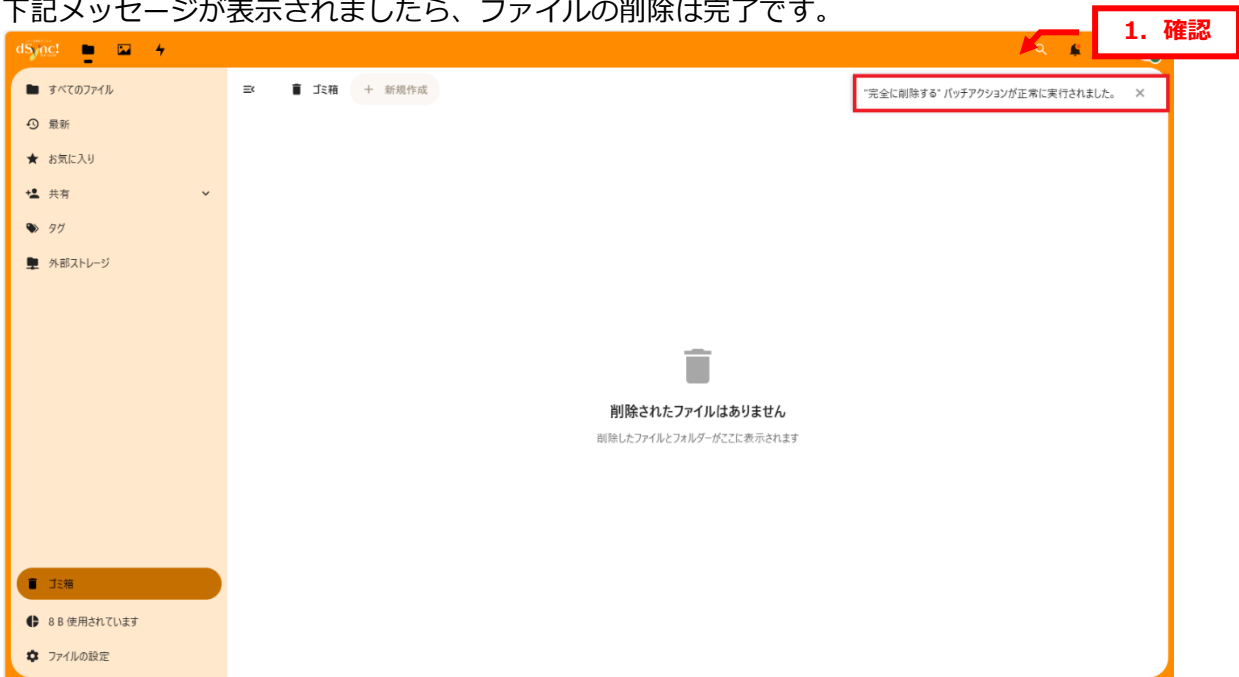 下記メッセージが表示されましたら、ファイルの削除は完了です。
1. 確認
dSync!
すべてのファイル
ゴミ箱
+ 新規作成
"完全に削除する" バッチアクションが正常に実行されました。 ×
最新
お気に入り
共有
タグ
外部ストレージ
削除されたファイルはありません
削除したファイルとフォルダーがここに表示されます
ゴミ箱
8 B 使用されています
ファイルの設定